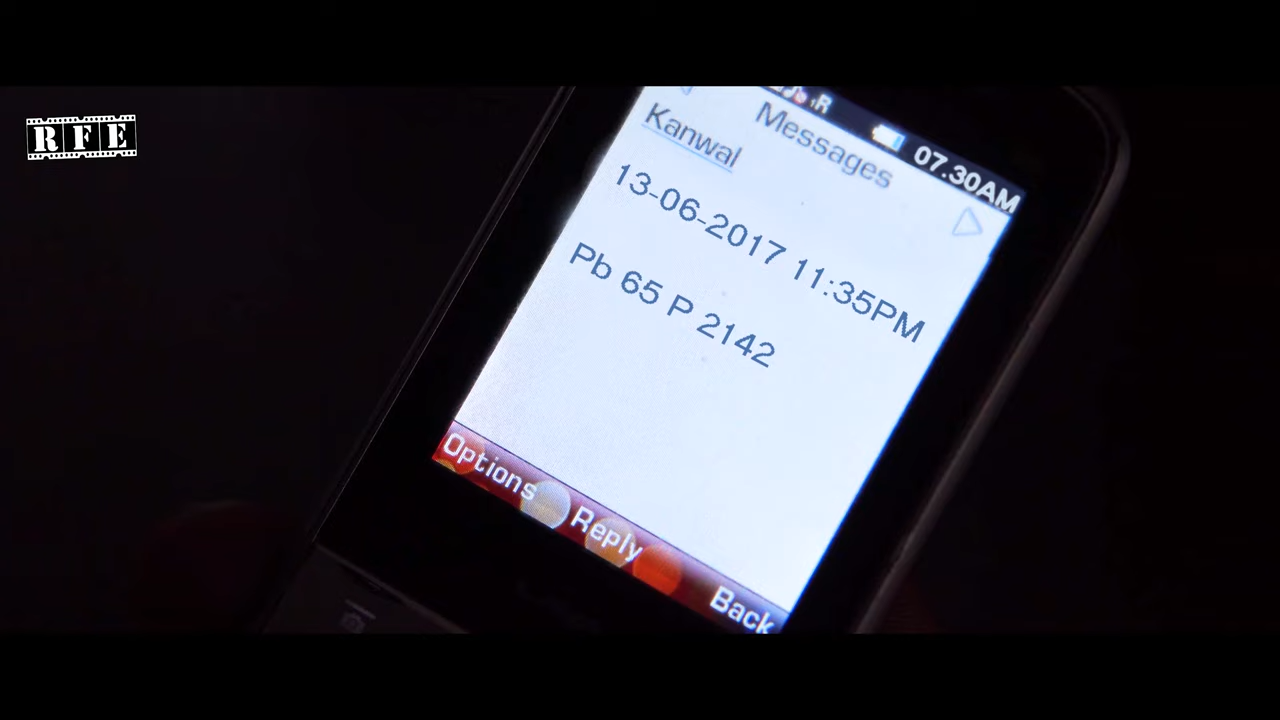 RFE
07.30AM
Messages
Kanwal
13-06-2017 11:35PM
Pb 65 P 2142
Options
Reply
Back